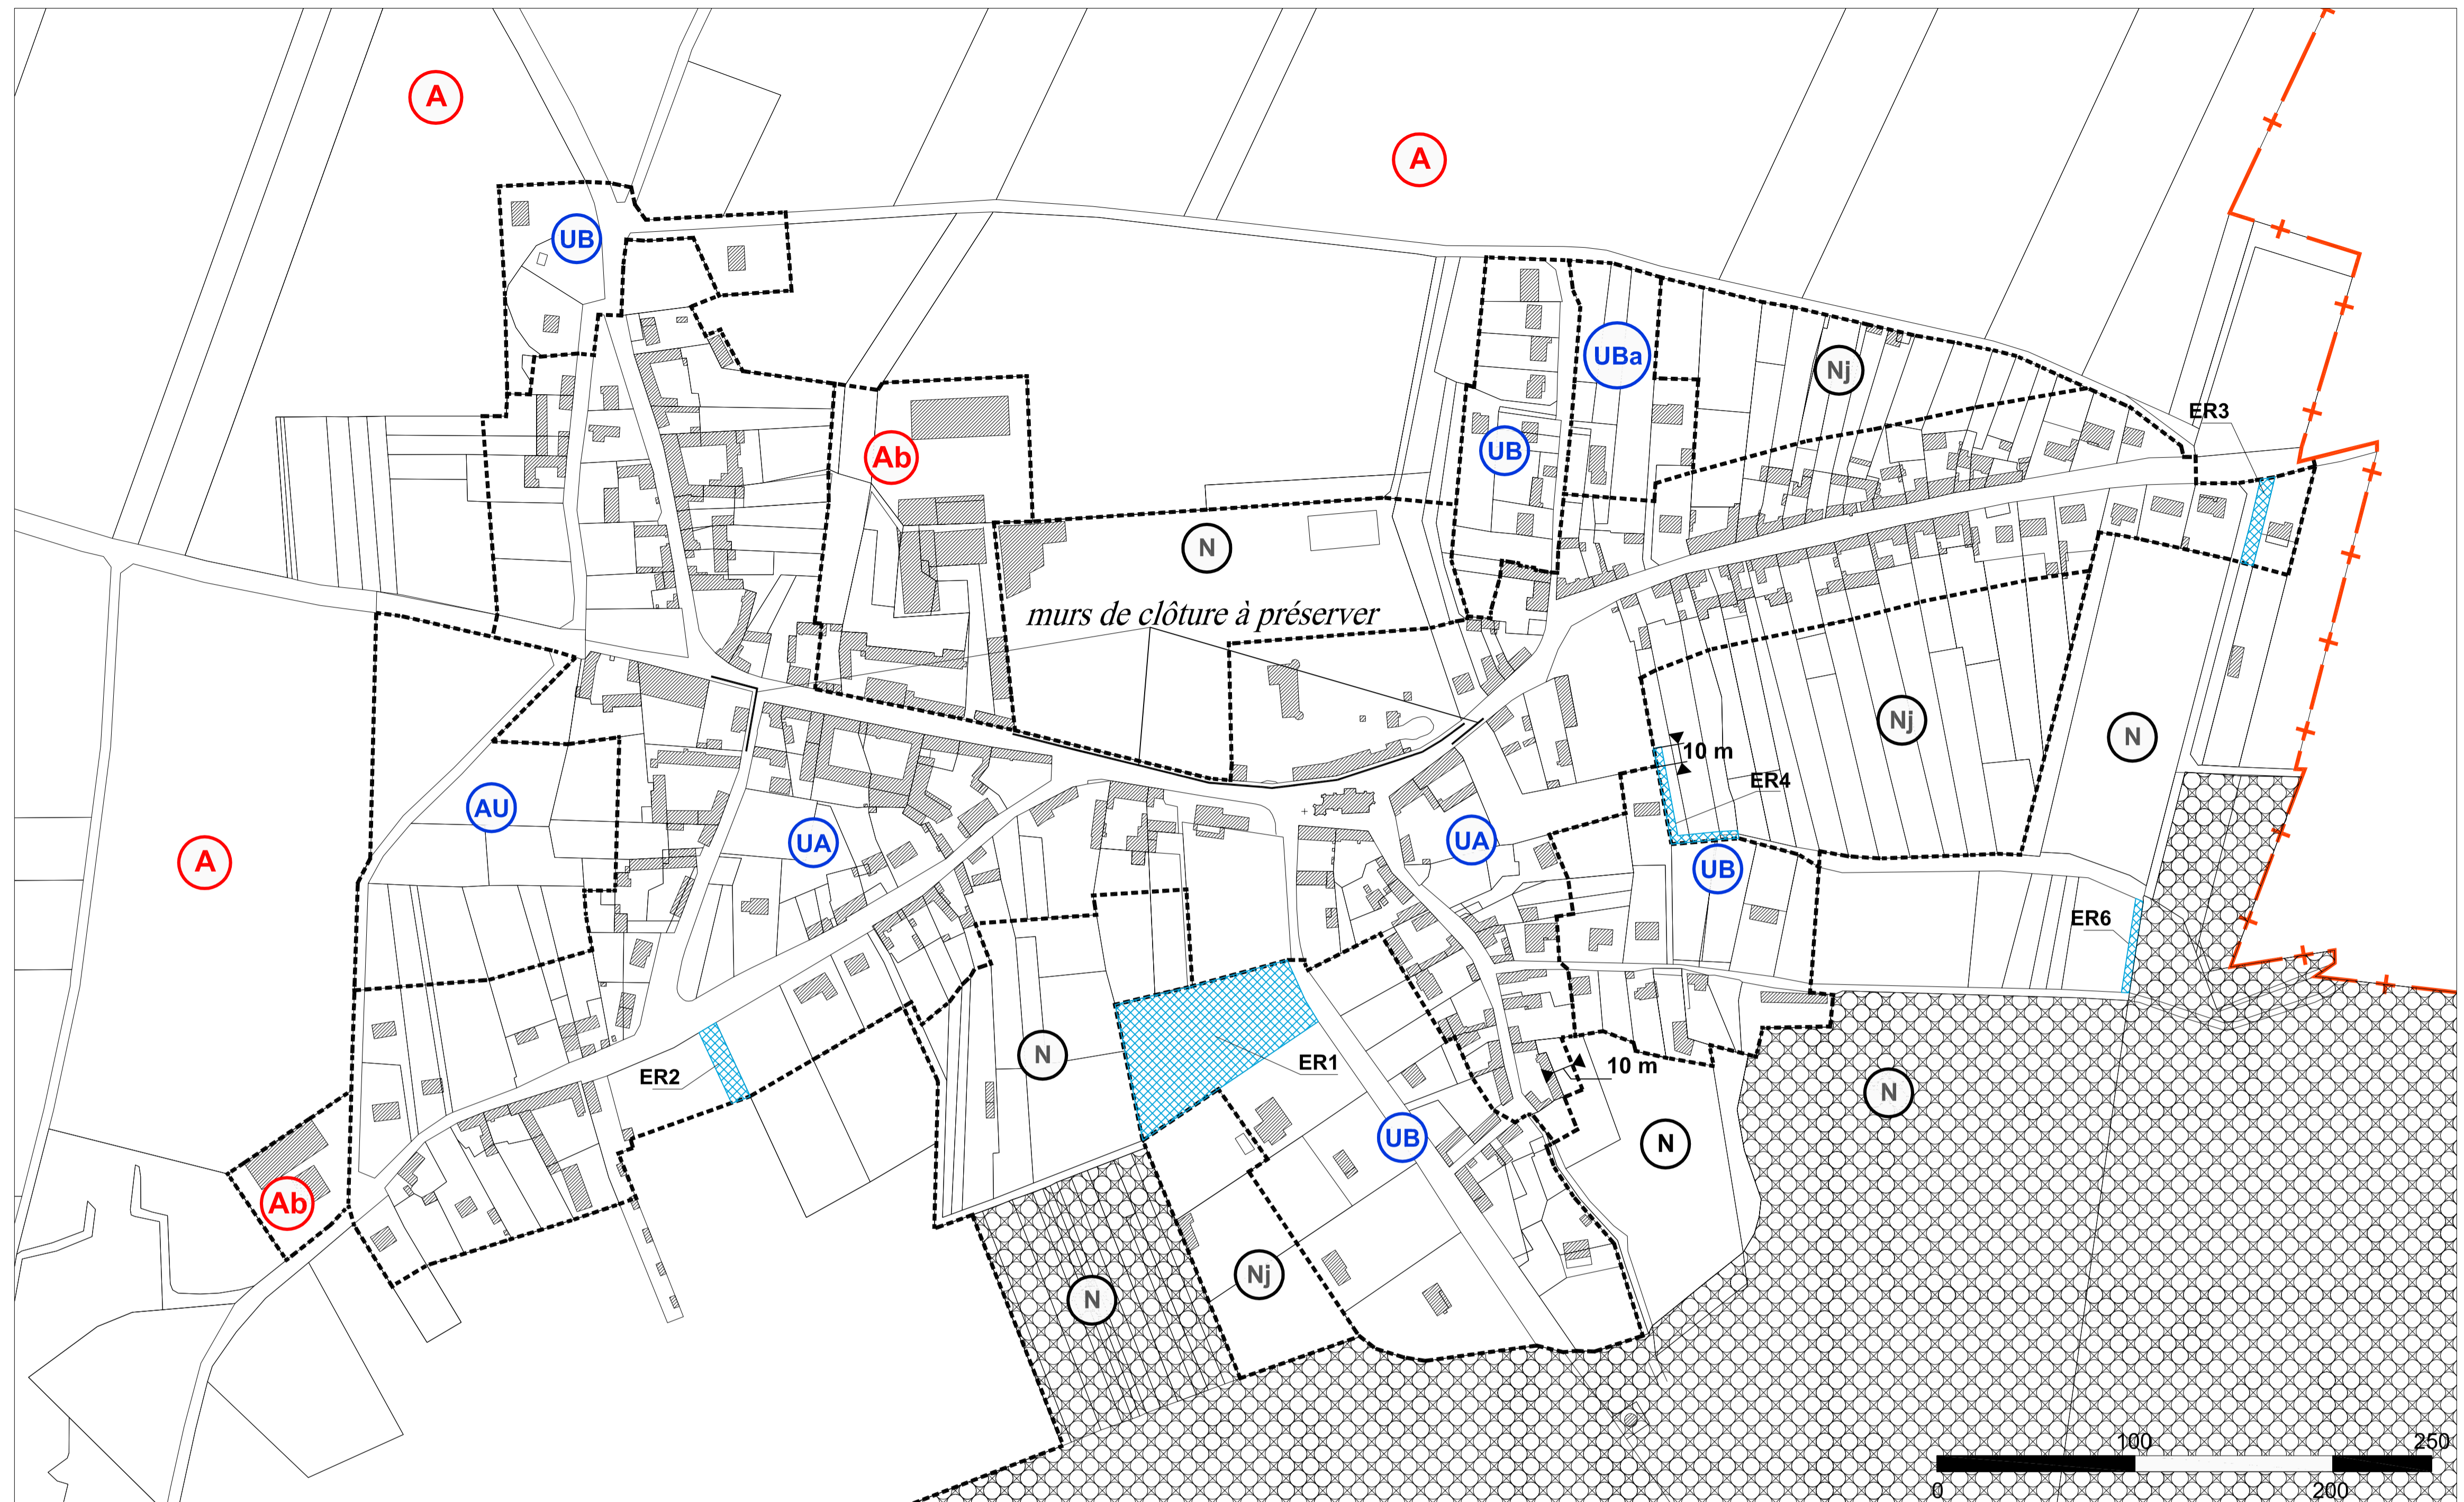 A
A
UB
UBa
Nj
ER3
UB
Ab
N
murs de clôture à préserver
Nj
N
10 m
ER4
AU
UA
UA
A
UB
ER6
N
ER1
10 m
ER2
N
UB
N
Ab
Nj
N
100
250
0
200